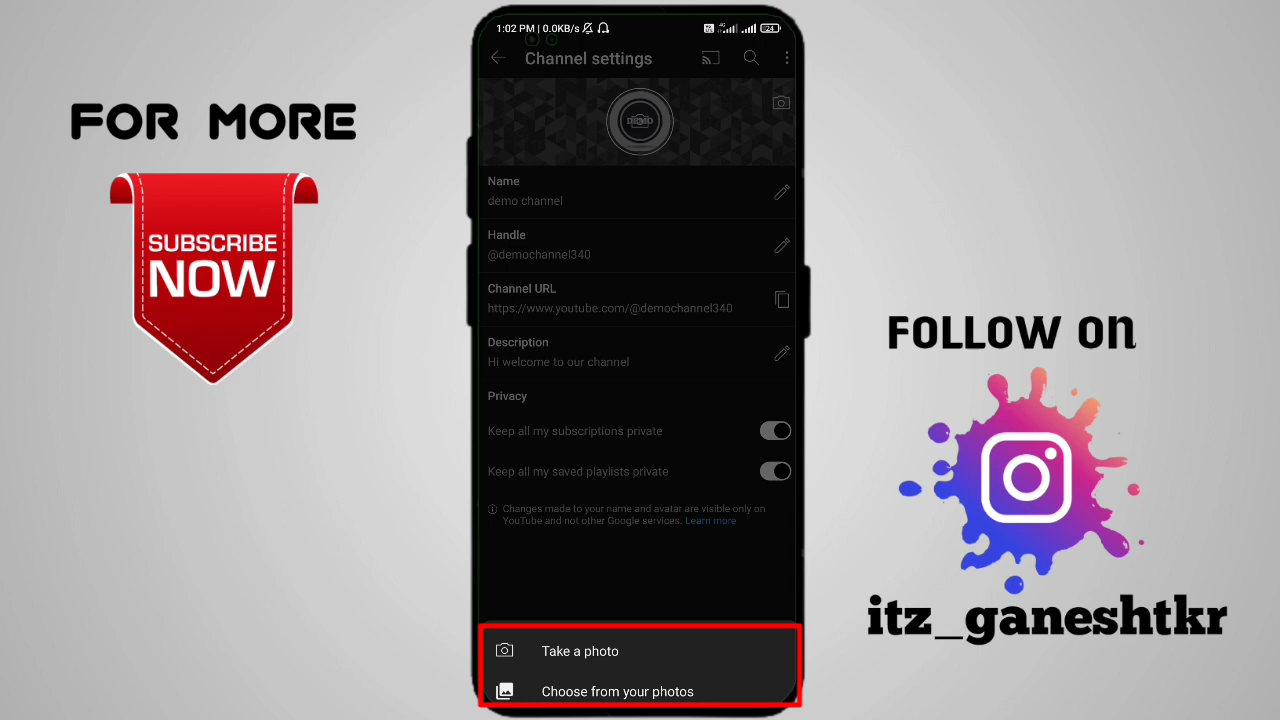 FOR MORE
SUBSCRIBE
NOW
1:02 PM | 0.0KB/s
4G
24
Channel settings
DEMO
Name
demo channel
Handle
@demochannel340
Channel URL
https://www.youtube.com/@demochannel340
Description
Hi welcome to our channel
Privacy
Keep all my subscriptions private
Keep all my saved playlists private
Changes made to your name and avatar are visible only on
YouTube and not other Google services. Learn more
Take a photo
Choose from your photos
FOLLOW ON
itz_ganeshtkr